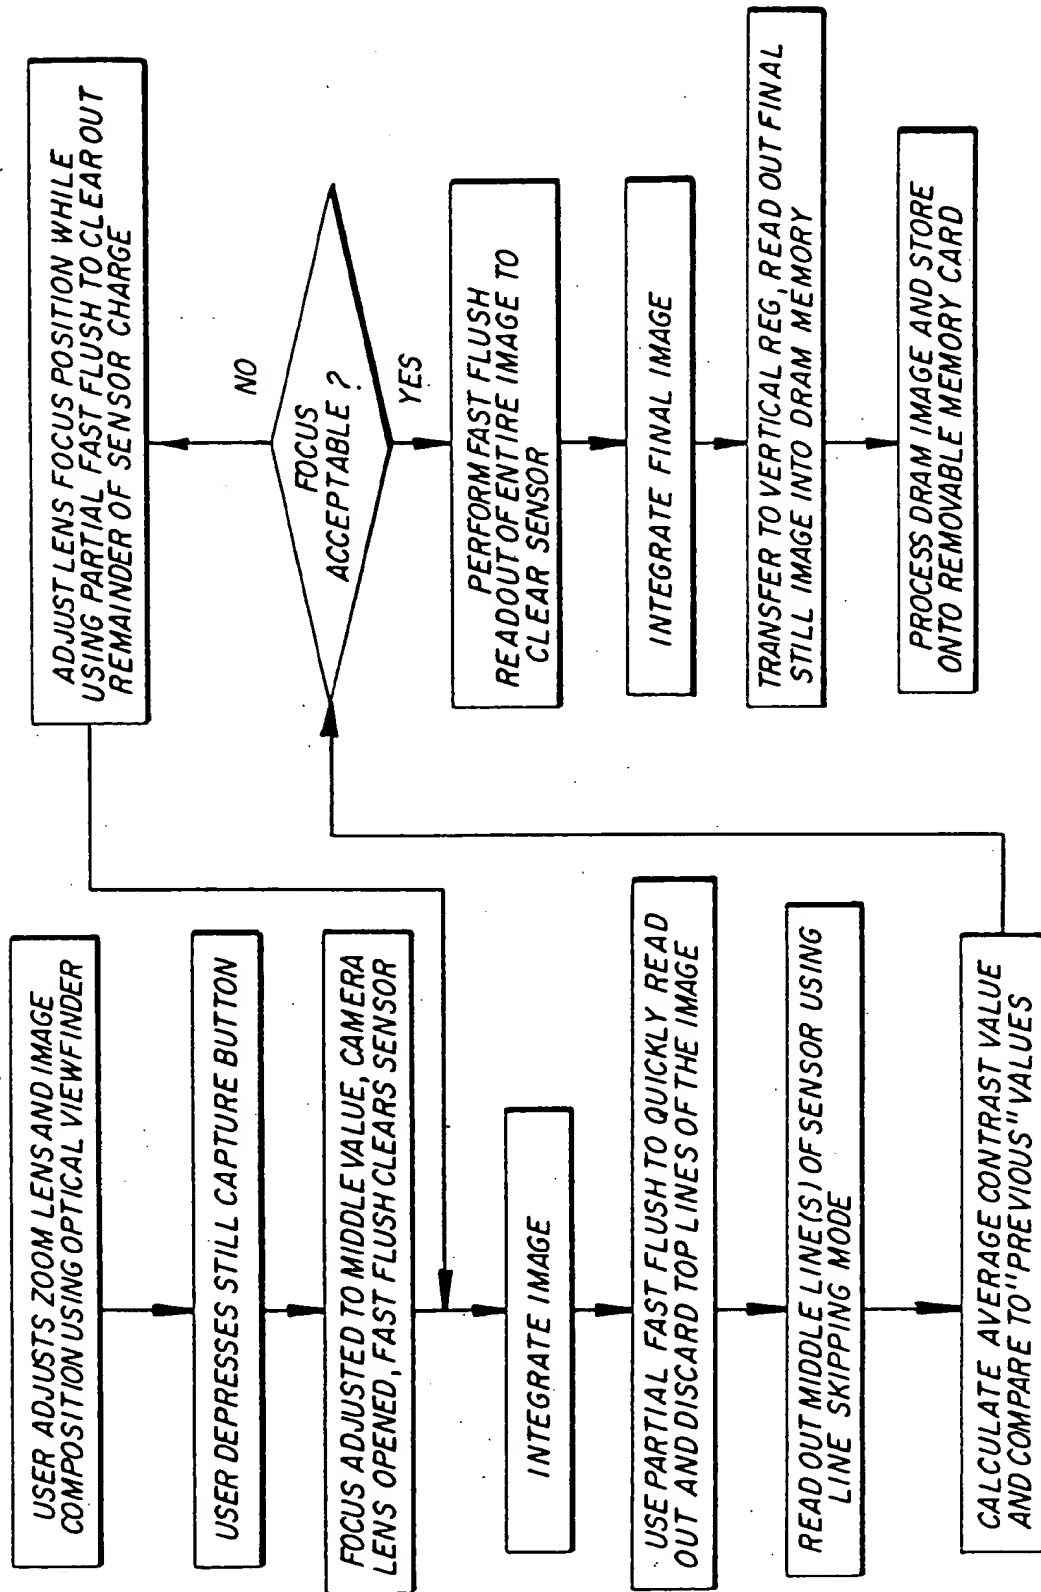 USER ADJUSTS ZOOM LENS AND IMAGE
COMPOSITION USING OPTICAL VIEWFINDER
USER DEPRESSES STILL CAPTURE BUTTON
FOCUS ADJUSTED TO MIDDLE VALUE, CAMERA
LENS OPENED, FAST FLUSH CLEARS SENSOR
INTEGRATE IMAGE
USE PARTIAL FAST FLUSH TO QUICKLY READ
OUT AND DISCARD TOP LINES OF THE IMAGE
READ OUT MIDDLE LINE(S) OF SENSOR USING
LINE SKIPPING MODE
CALCULATE AVERAGE CONTRAST VALUE
AND COMPARE TO "PREVIOUS" VALUES
ADJUST LENS FOCUS POSITION WHILE
USING PARTIAL FAST FLUSH TO CLEAR OUT
REMAINDER OF SENSOR CHARGE
NO
FOCUS
ACCEPTABLE ?
YES
PERFORM FAST FLUSH
READOUT OF ENTIRE IMAGE TO
CLEAR SENSOR
INTEGRATE FINAL IMAGE
TRANSFER TO VERTICAL REG, READ OUT FINAL
STILL IMAGE INTO DRAM MEMORY
PROCESS DRAM IMAGE AND STORE
ONTO REMOVABLE MEMORY CARD